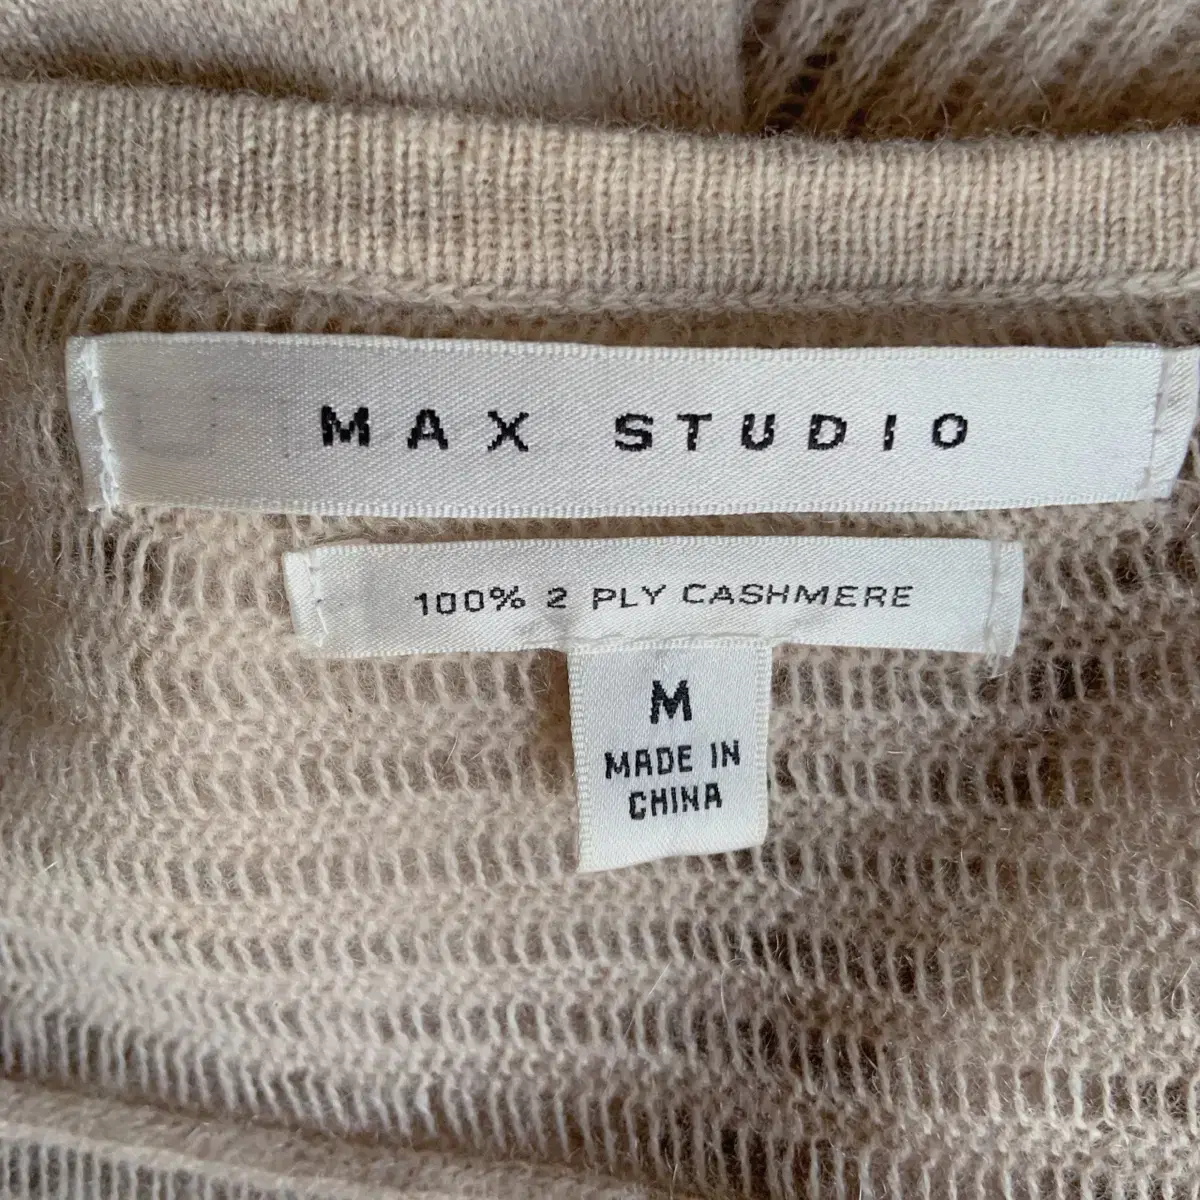 MAX STUDIO
100% 2 PLY CASHMERE
M
MADE IN
CHINA